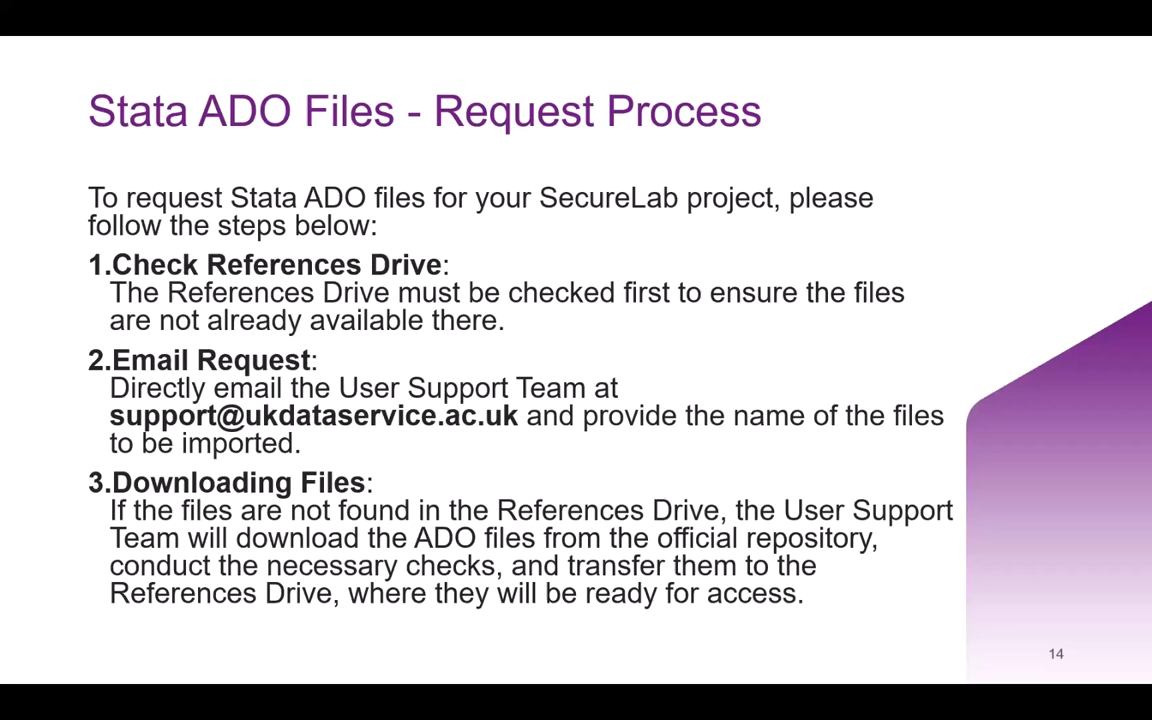 Stata ADO Files - Request Process
To request Stata ADO files for your SecureLab project, please
follow the steps below:
1.Check References Drive:
The References Drive must be checked first to ensure the files
are not already available there.
2.Email Request:
Directly email the User Support Team at
support@ukdataservice.ac.uk and provide the name of the files
to be imported.
3.Downloading Files:
If the files are not found in the References Drive, the User Support
Team will download the ADO files from the official repository,
conduct the necessary checks, and transfer them to the
References Drive, where they will be ready for access.
14